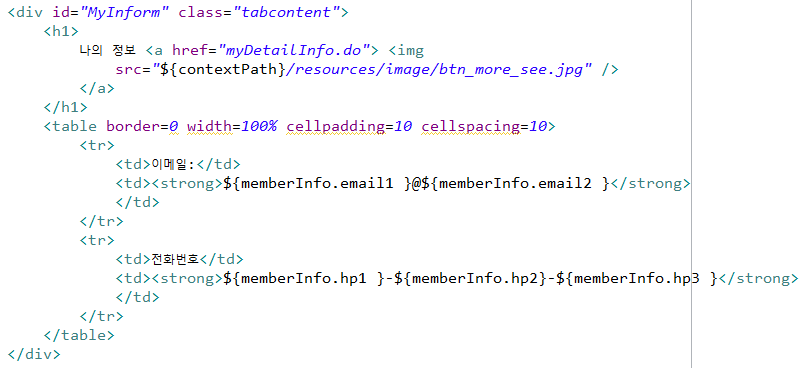 <div id="MyInform" class="tabcontent">
    <h1>
        나의 정보 <a href="myDetailInfo.do"> <img
            src="${contextPath}/resources/image/btn_more_see.jpg" />
        </a>
    </h1>
    <table border=0 width=100% cellpadding=10 cellspacing=10>
        <tr>
            <td>이메일:</td>
            <td><strong>${memberInfo.email1 }@${memberInfo.email2 }</strong>
            </td>
        </tr>
        <tr>
            <td>전화번호</td>
            <td><strong>${memberInfo.hp1 }-${memberInfo.hp2}-${memberInfo.hp3 }</strong>
            </td>
        </tr>
    </table>
</div>